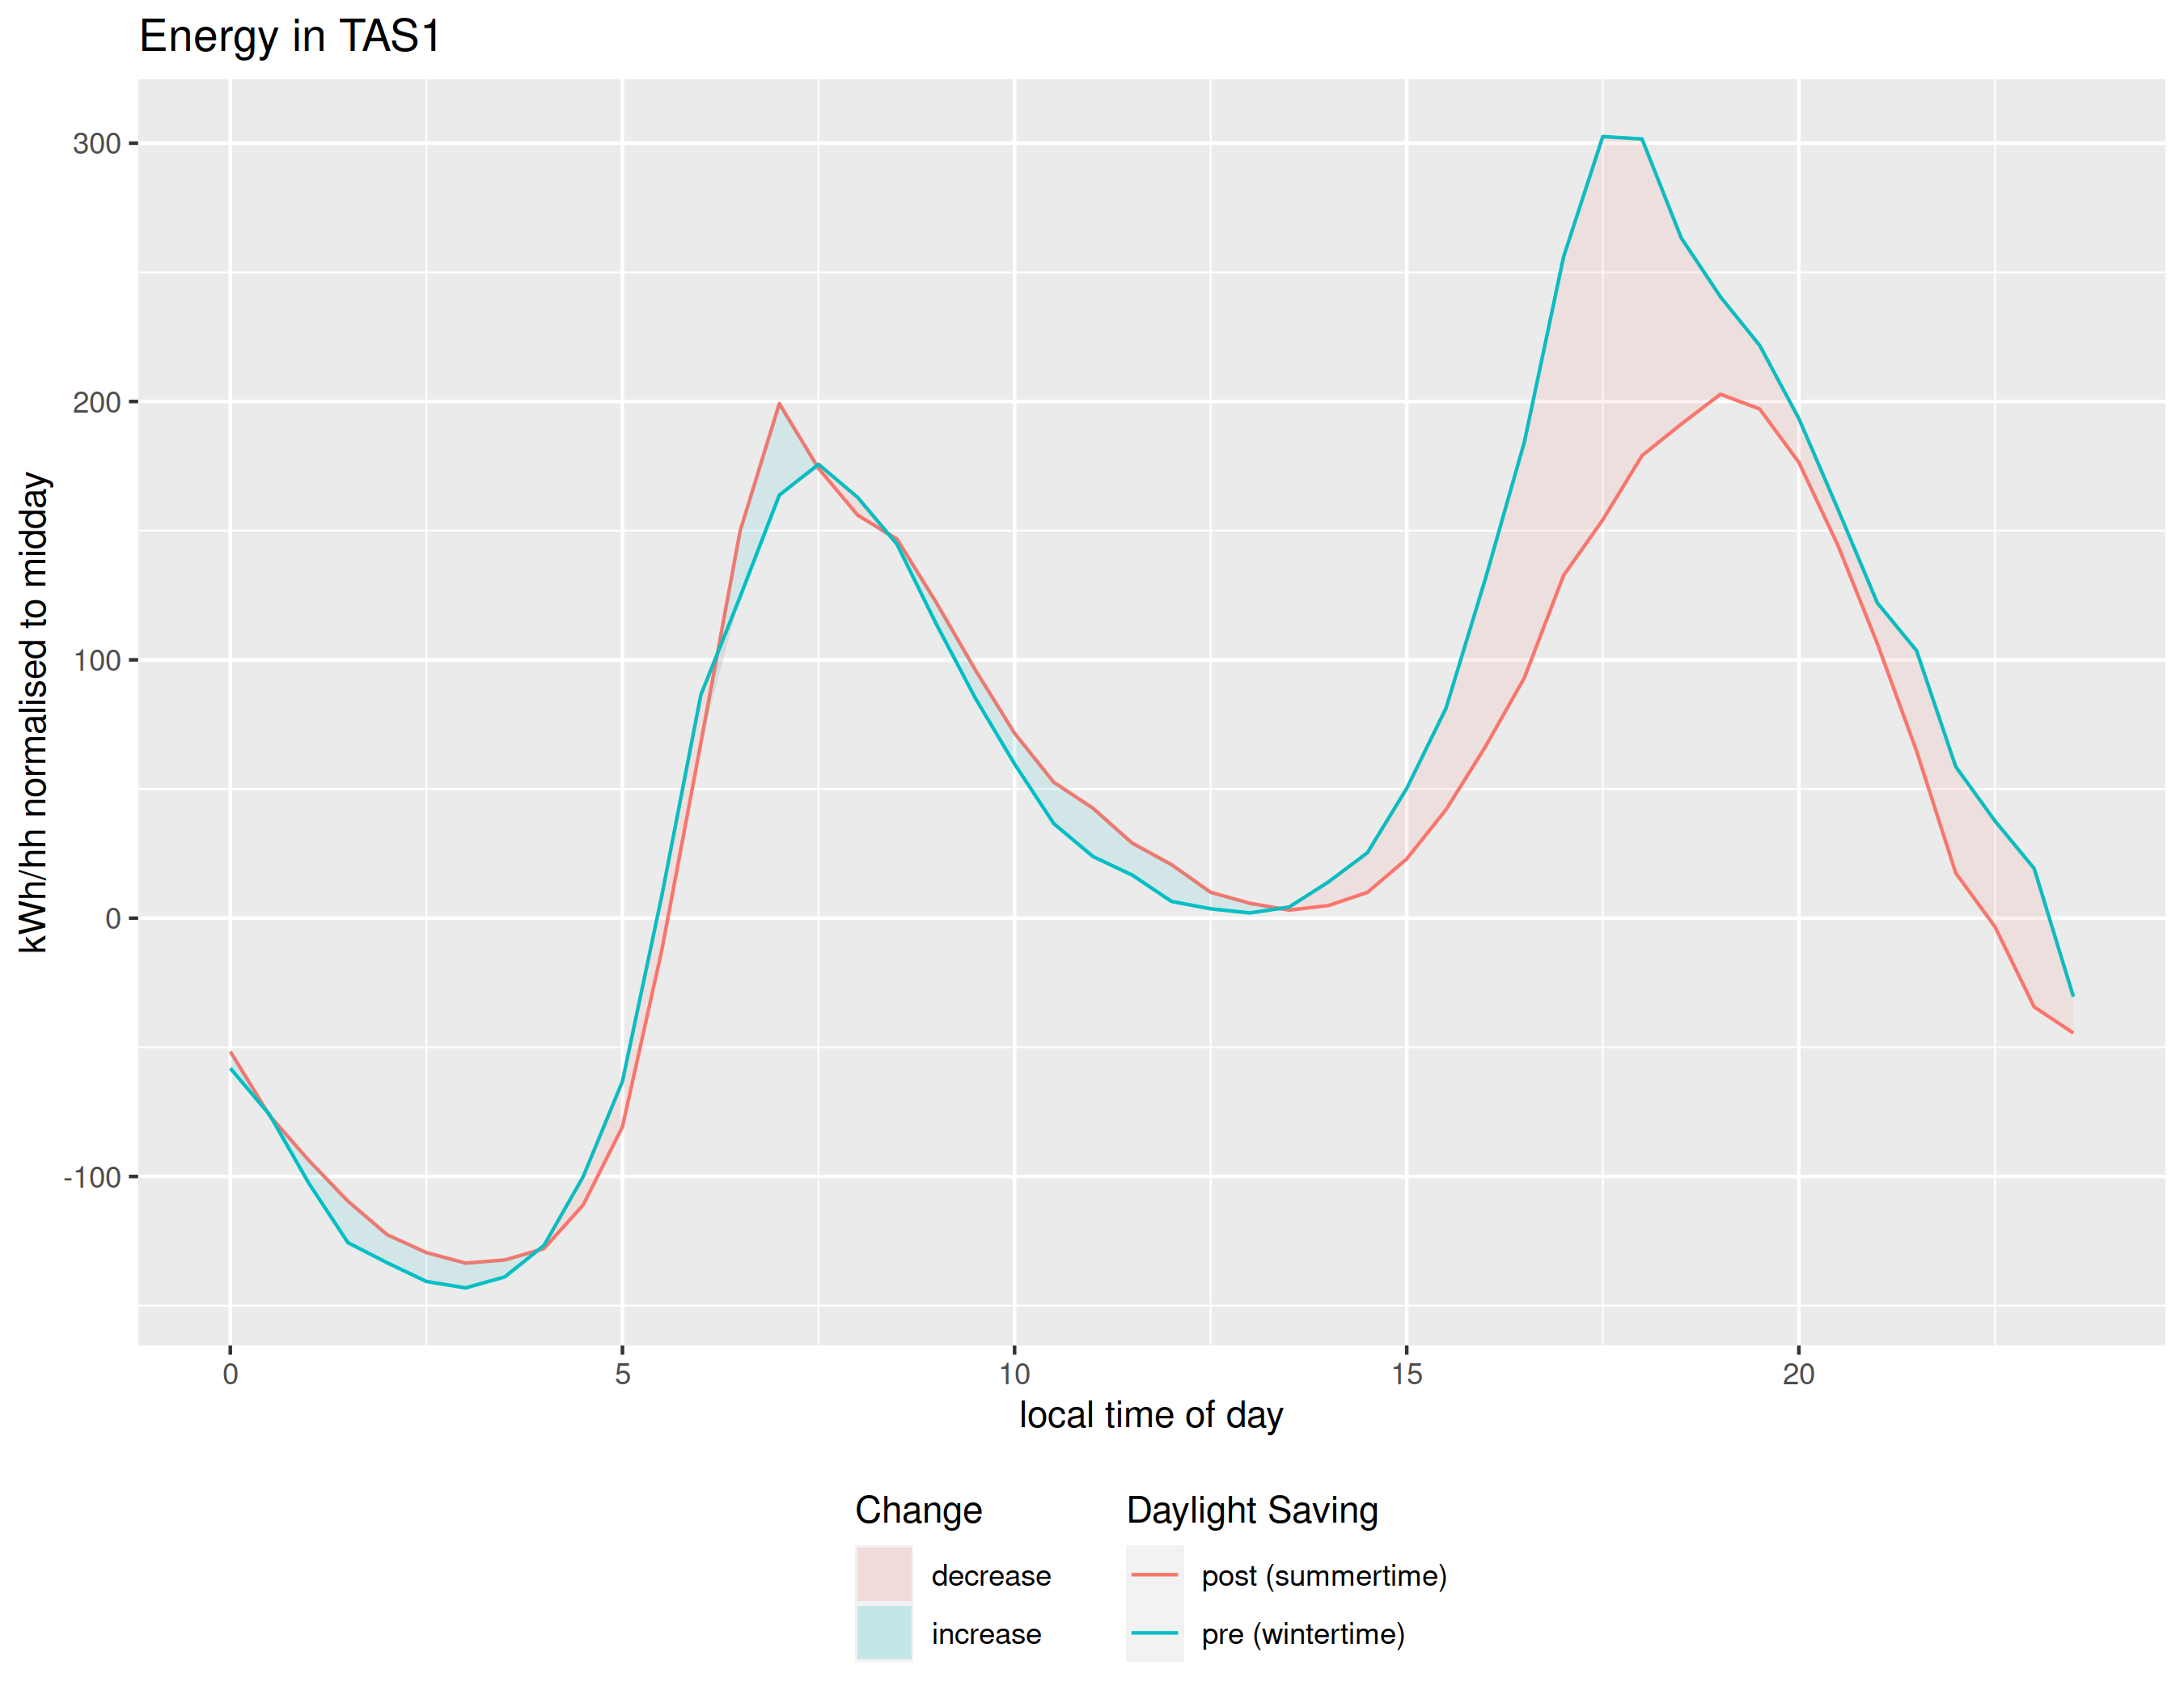 Energy in TAS1
kWh/hh normalised to midday
300
200
100
0
-100
0
5
10
15
20
local time of day
Change
decrease
increase
Daylight Saving
post (summertime)
pre (wintertime)